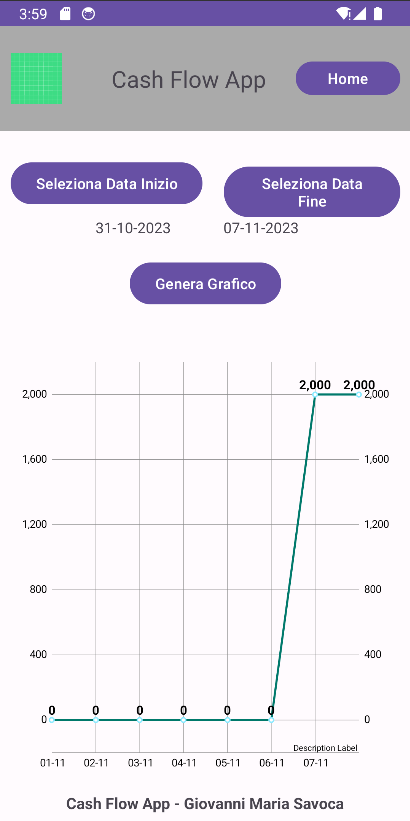 3:59
Cash Flow App
Home
Seleziona Data Inizio
Seleziona Data
Fine
31-10-2023
07-11-2023
Genera Grafico
2,000 2,000
2,000 2,000
1,600 1,600
1,200 1,200
800 800
400 400
0 0 0 0 0 0
0 0
Description Label
01-11 02-11 03-11 04-11 05-11 06-11 07-11
Cash Flow App - Giovanni Maria Savoca